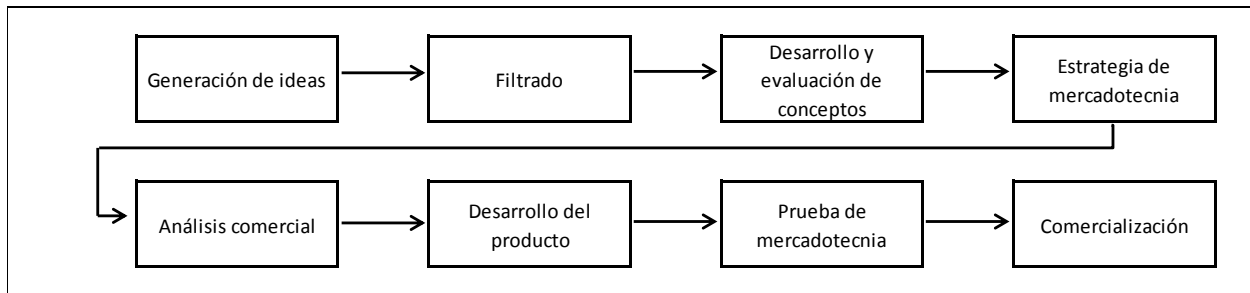 Generación de ideas
Filtrado
Desarrollo y
evaluación de
conceptos
Estrategia de
mercadotecnia
Análisis comercial
Desarrollo del
producto
Prueba de
mercadotecnia
Comercialización